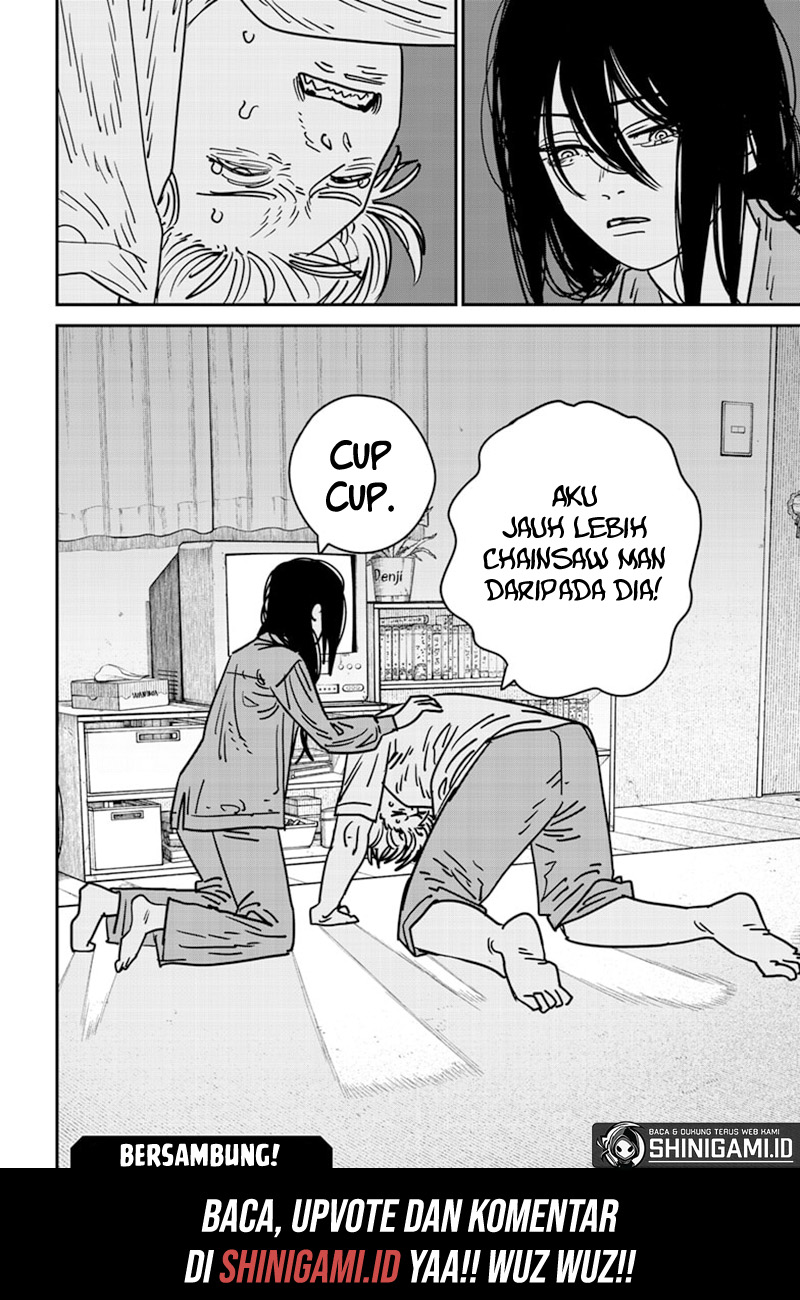 CUP
CUP.
AKU
JAUH LEBIH
CHAINSAW MAN
DARIPADA DIA!
Denji
BERSAMBUNG!
BACA & DUKUNG TERUS WEB KAMI
SHINIGAMI.ID
BACA, UPVOTE DAN KOMENTAR
DI SHINIGAMI.ID YAA!! WUZ WUZ!!